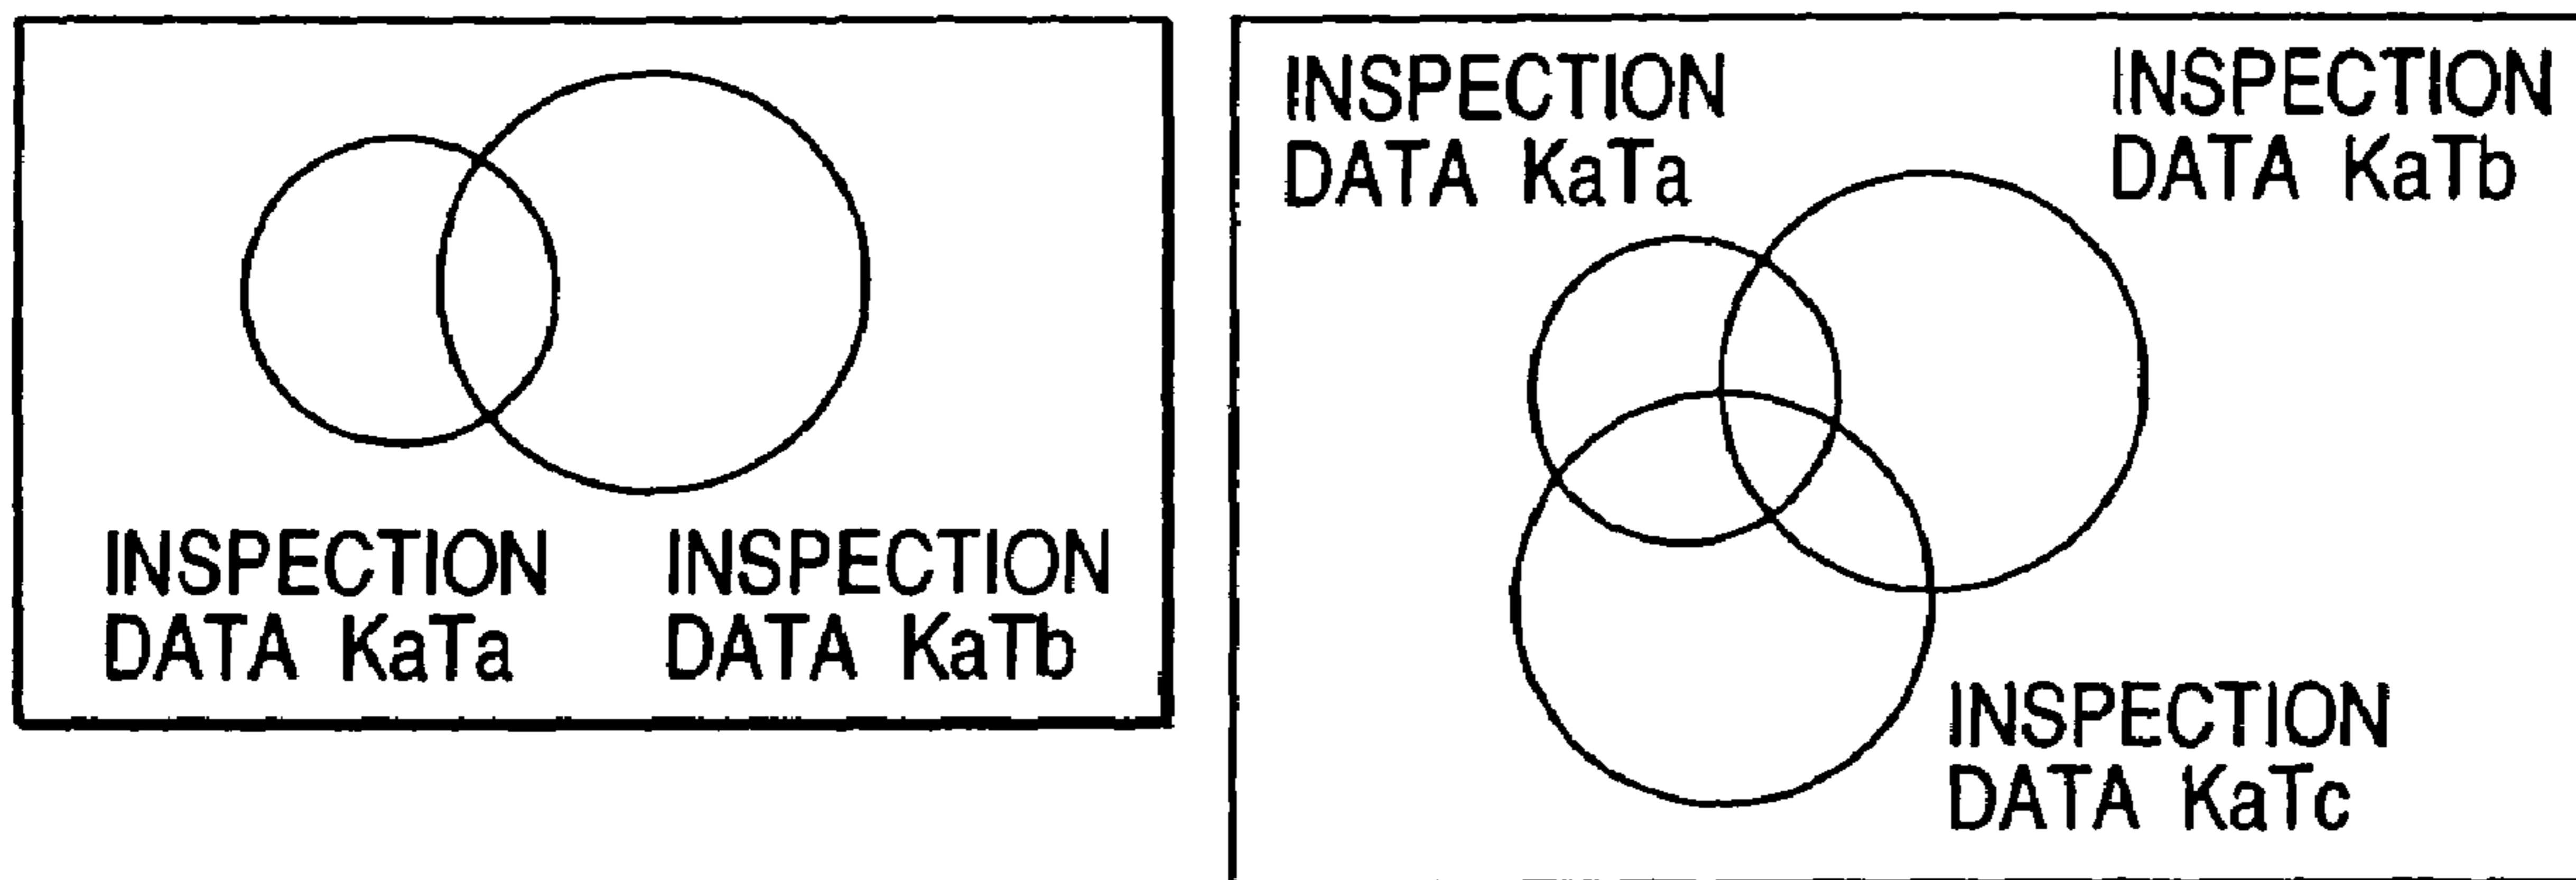 INSPECTION
DATA KaTa
INSPECTION
DATA KaTb
INSPECTION
DATA KaTa
INSPECTION
DATA KaTb
INSPECTION
DATA KaTc